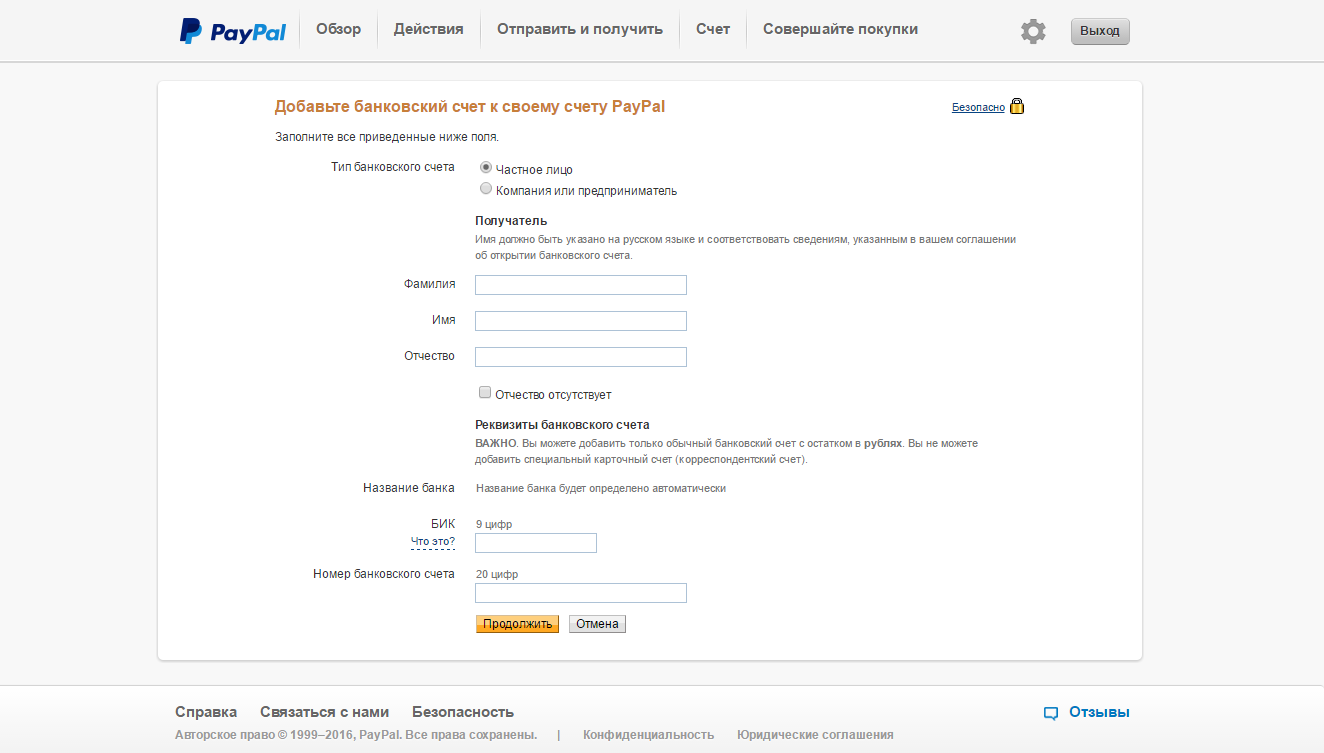 PayPal Обзор Действия Отправить и получить Счет Совершайте покупки Выход
Добавьте банковский счет к своему счету PayPal Безопасно
Заполните все приведенные ниже поля.
Тип банковского счета Частное лицо
Компания или предприниматель
Получатель
Имя должно быть указано на русском языке и соответствовать сведениям, указанным в вашем соглашении
об открытии банковского счета.
Фамилия
Имя
Отчество
Отчество отсутствует
Реквизиты банковского счета
ВАЖНО. Вы можете добавить только обычный банковский счет с остатком в рублях. Вы не можете
добавить специальный карточный счет (корреспондентский счет).
Название банка Название банка будет определено автоматически
БИК 9 цифр
Что это?
Номер банковского счета 20 цифр
Продолжить Отмена
Справка Связаться с нами Безопасность Отзывы
Авторское право © 1999–2016, PayPal. Все права сохранены. | Конфиденциальность Юридические соглашения